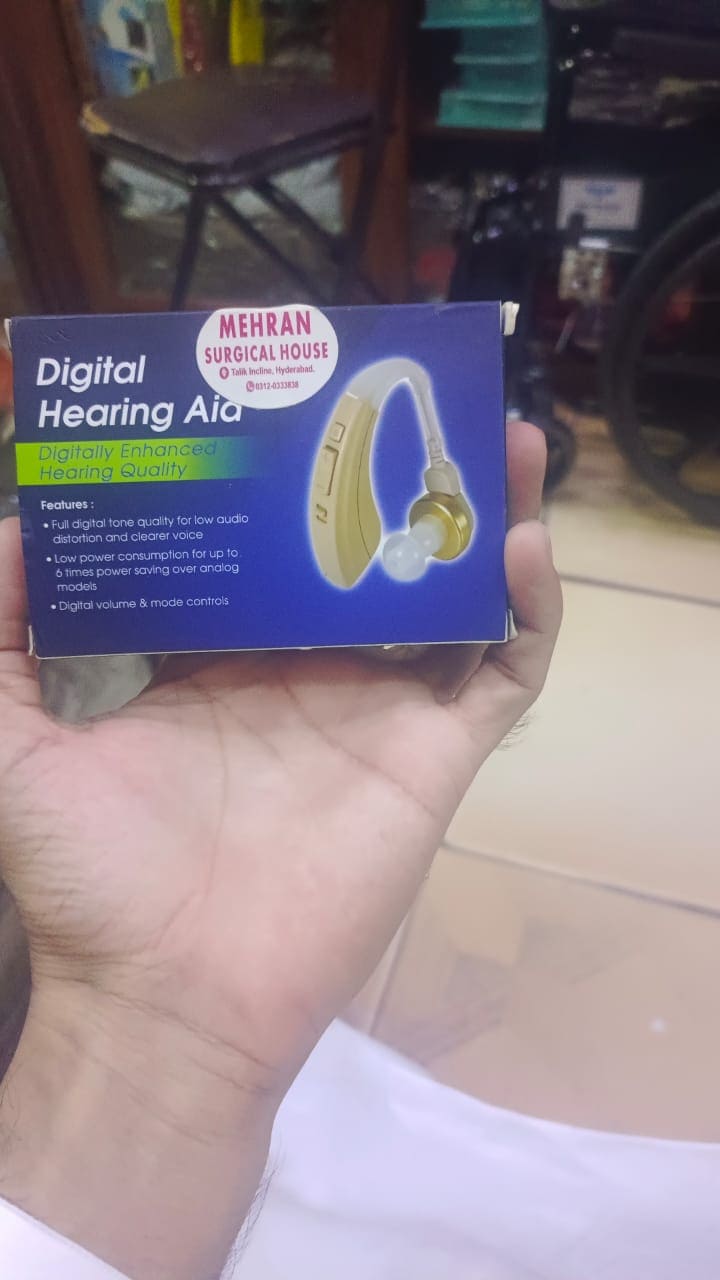 MEHRAN
SURGICAL HOUSE
Talik Incline, Hyderabad.
0312-0333838
Digital
Hearing Aid
Digitally Enhanced
Hearing Quality
Features :
• Full digital tone quality for low audio
distortion and clearer voice
• Low power consumption for up to
6 times power saving over analog
models
• Digital volume & mode controls